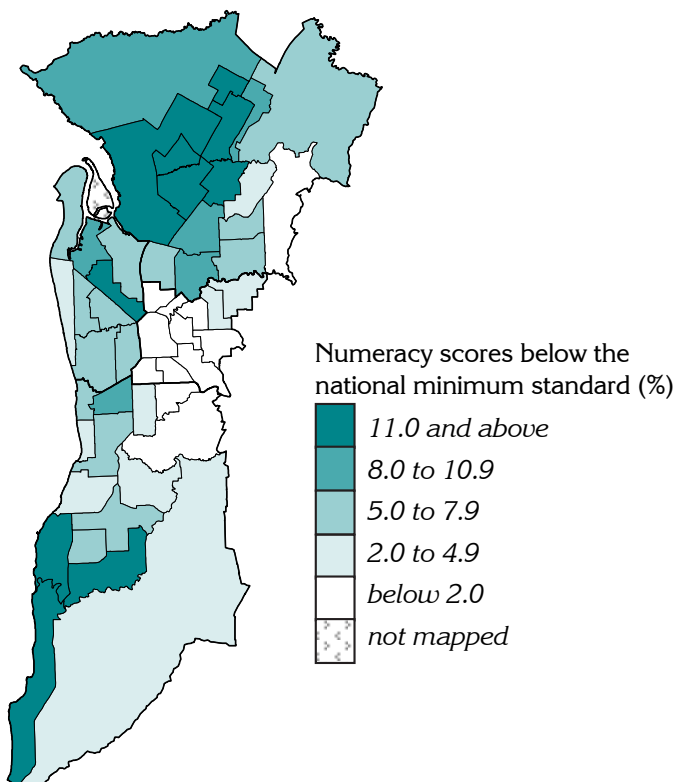 Numeracy scores below the
national minimum standard (%)
11.0 and above
8.0 to 10.9
5.0 to 7.9
2.0 to 4.9
below 2.0
not mapped